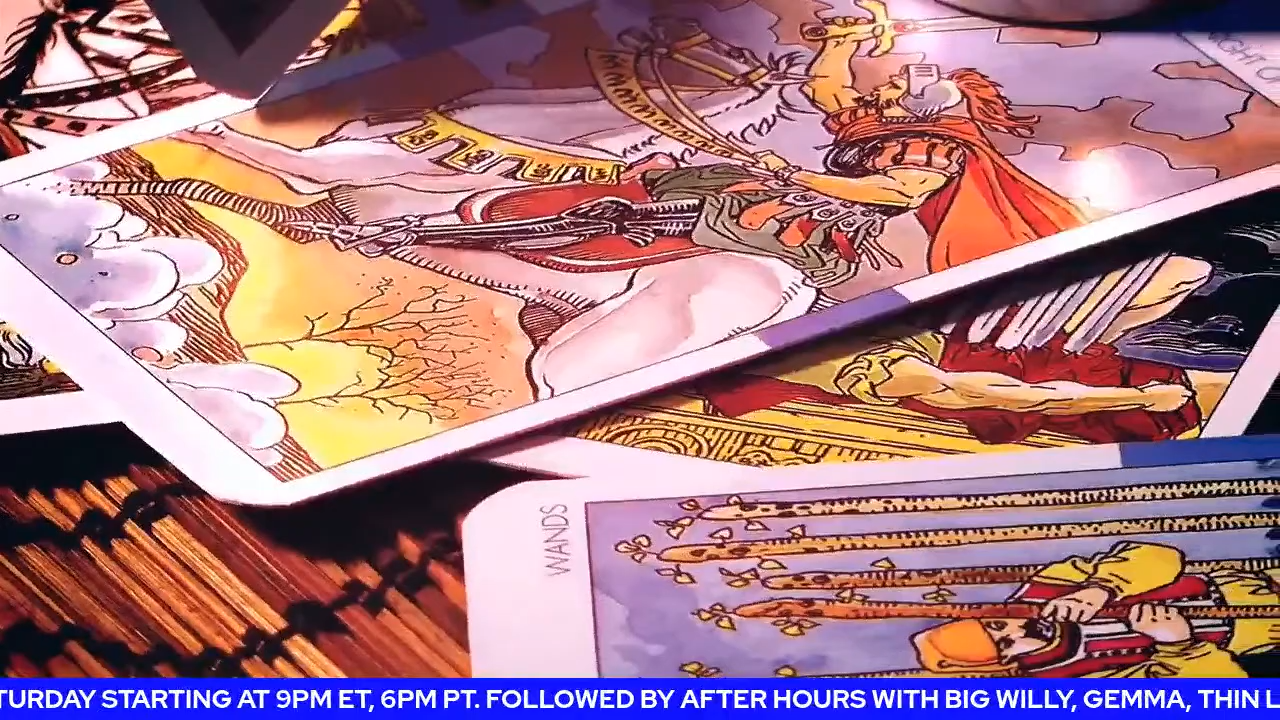 WANDS
TURDAY STARTING AT 9PM ET, 6PM PT. FOLLOWED BY AFTER HOURS WITH BIG WILLY, GEMMA, THIN L